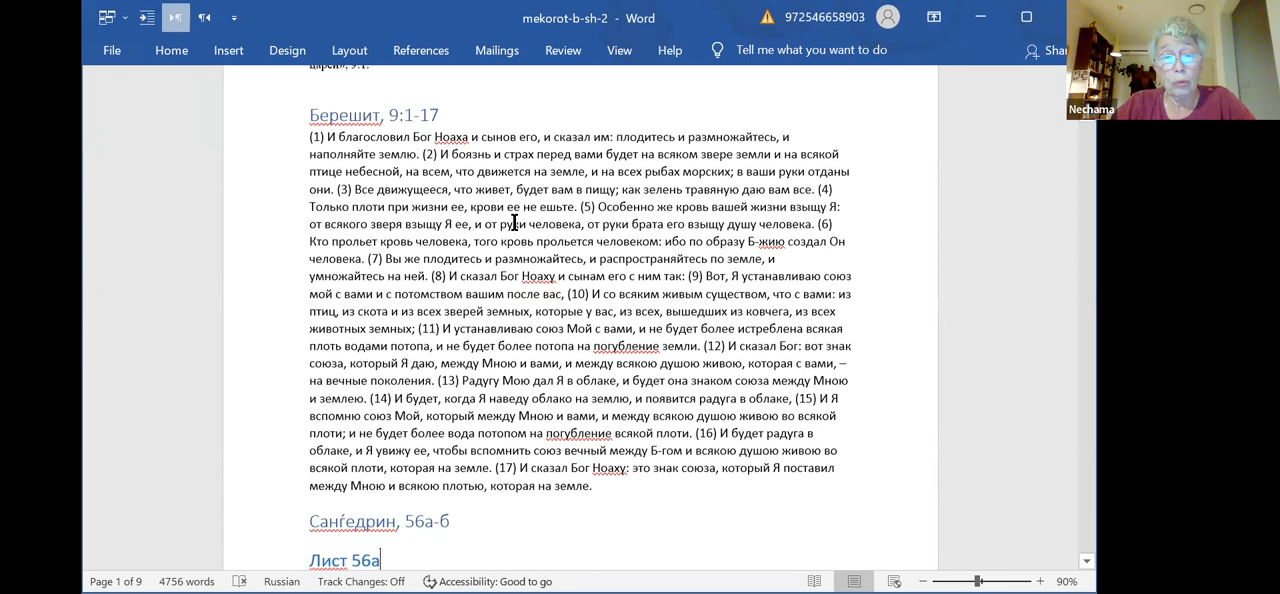 mekorot-b-sh-2 - Word
972546658903
File Home Insert Design Layout References Mailings Review View Help Tell me what you want to do
Nechama
Берешит, 9:1-17
(1) И благословил Бог Ноаха и сынов его, и сказал им: плодитесь и размножайтесь, и
наполняйте землю. (2) И боязнь и страх перед вами будет на всяком звере земли и на всякой
птице небесной, на всем, что движется на земле, и на всех рыбах морских; в ваши руки отданы
они. (3) Все движущееся, что живет, будет вам в пищу; как зелень травяную даю вам все. (4)
Только плоти при жизни ее, крови ее не ешьте. (5) Особенно же кровь вашей жизни взыщу Я:
от всякого зверя взыщу Я ее, и от руки человека, от руки брата его взыщу душу человека. (6)
Кто прольет кровь человека, того кровь прольется человеком: ибо по образу Б-жию создал Он
человека. (7) Вы же плодитесь и размножайтесь, и распространяйтесь по земле, и
умножайтесь на ней. (8) И сказал Бог Ноаху и сынам его с ним так: (9) Вот, Я устанавливаю союз
мой с вами и с потомством вашим после вас, (10) И со всяким живым существом, что с вами: из
птиц, из скота и из всех зверей земных, которые у вас, из всех, вышедших из ковчега, из всех
животных земных; (11) И устанавливаю союз Мой с вами, и не будет более истреблена всякая
плоть водами потопа, и не будет более потопа на погубление земли. (12) И сказал Бог: вот знак
союза, который Я даю, между Мною и вами, и между всякою душою живою, которая с вами, –
на вечные поколения. (13) Радугу Мою дал Я в облаке, и будет она знаком союза между Мною
и землею. (14) И будет, когда Я наведу облако на землю, и появится радуга в облаке, (15) И Я
вспомню союз Мой, который между Мною и вами, и между всякою душою живою во всякой
плоти; и не будет более вода потопом на погубление всякой плоти. (16) И будет радуга в
облаке, и Я увижу ее, чтобы вспомнить союз вечный между Б-гом и всякою душою живою во
всякой плоти, которая на земле. (17) И сказал Бог Ноаху: это знак союза, который Я поставил
между Мною и всякою плотью, которая на земле.
Санѓедрин, 56а-б
Лист 56а
Page 1 of 9 4756 words Russian Track Changes: Off Accessibility: Good to go 90%